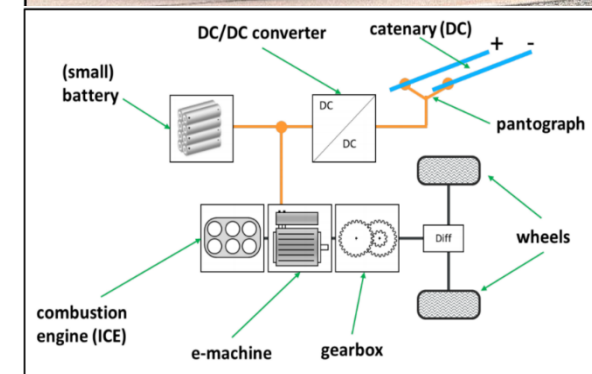 DC/DC converter
catenary (DC)
+ -
(small)
battery
DC
DC
pantograph
Diff
wheels
combustion
engine (ICE)
e-machine
gearbox